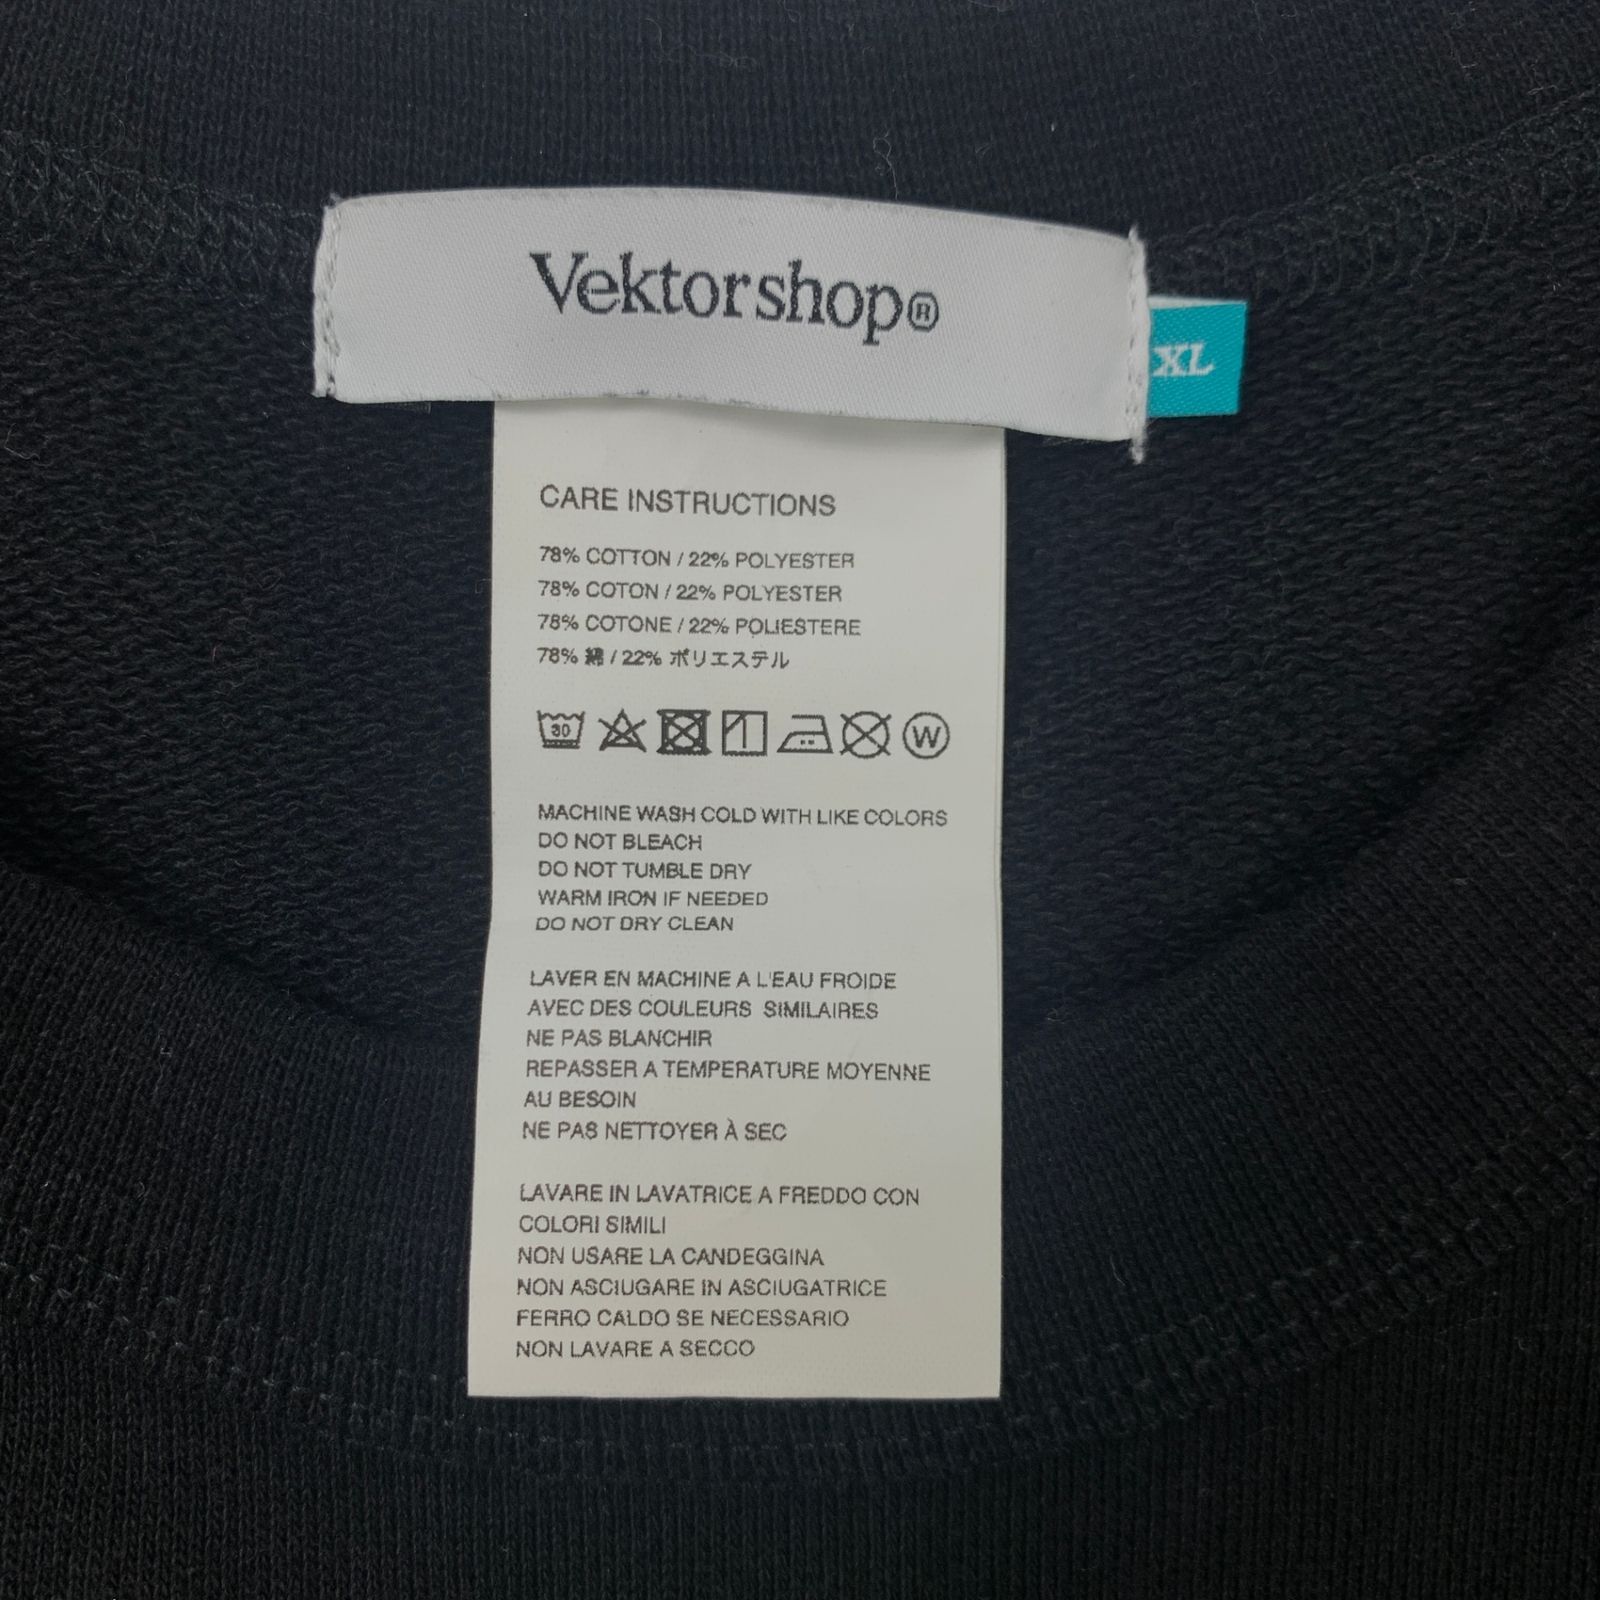 Vektorshop®
XL
CARE INSTRUCTIONS
78% COTTON / 22% POLYESTER
78% COTON / 22% POLYESTER
78% COTONE / 22% POLIESTERE
78% 綿 / 22% ポリエステル
30
W
MACHINE WASH COLD WITH LIKE COLORS
DO NOT BLEACH
DO NOT TUMBLE DRY
WARM IRON IF NEEDED
DO NOT DRY CLEAN
LAVER EN MACHINE A L'EAU FROIDE
AVEC DES COULEURS SIMILAIRES
NE PAS BLANCHIR
REPASSER A TEMPERATURE MOYENNE
AU BESOIN
NE PAS NETTOYER À SEC
LAVARE IN LAVATRICE A FREDDO CON
COLORI SIMILI
NON USARE LA CANDEGGINA
NON ASCIUGARE IN ASCIUGATRICE
FERRO CALDO SE NECESSARIO
NON LAVARE A SECCO